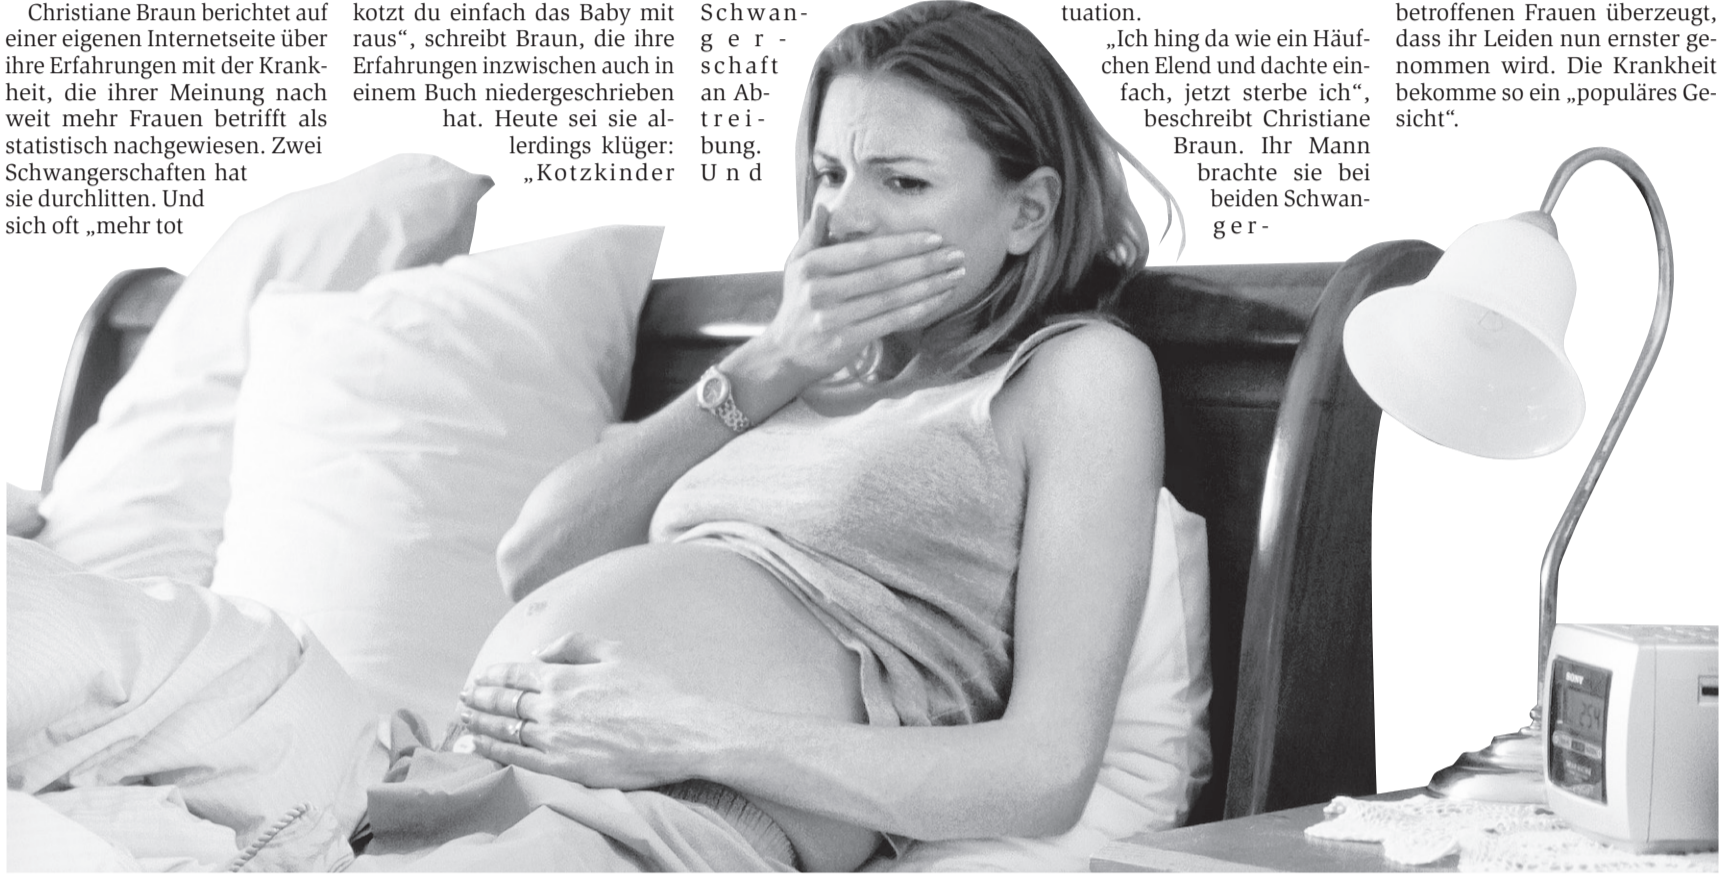 Christiane Braun berichtet auf
einer eigenen Internetseite über
ihre Erfahrungen mit der Krank-
heit, die ihrer Meinung nach
weit mehr Frauen betrifft als
statistisch nachgewiesen. Zwei
Schwangerschaften hat
sie durchlitten. Und
sich oft „mehr tot
kotzt du einfach das Baby mit
raus“, schreibt Braun, die ihre
Erfahrungen inzwischen auch in
einem Buch niedergeschrieben
hat. Heute sei sie al-
lerdings klüger:
„Kotzkinder
Schwan-
ger-
schaft
an Ab-
trei-
bung.
Und
tuation.
„Ich hing da wie ein Häuf-
chen Elend und dachte ein-
fach, jetzt sterbe ich“,
beschreibt Christiane
Braun. Ihr Mann
brachte sie bei
beiden Schwan-
ger-
betroffenen Frauen überzeugt,
dass ihr Leiden nun ernster ge-
nommen wird. Die Krankheit
bekomme so ein „populäres Ge-
sicht“.
SONY
254